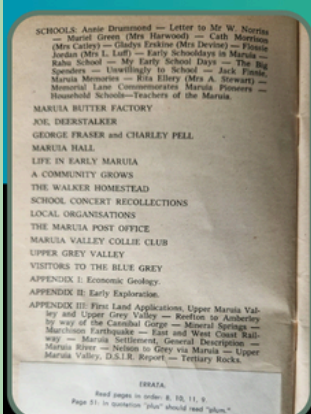 SCHOOLS: Annie Drummond — Letter to Mr W. Norriss
— Mariel Green (Mrs Harwood) — Cath Morrison
(Mrs Catley) — Gladys Erskine (Mrs Devine) — Flossie
Jordan (Mrs L. Luff) — Early Schooldays in Maruia —
Rahu School — My Early School Days — The Big
Spenders — Unwillingly to School — Jack Finnie,
Maruia Memories — Rita Ellery (Mrs A. Stewart) —
Memorial Lane Commemorates Maruia Pioneers —
Household Schools—Teachers of the Maruia.
MARUIA BUTTER FACTORY
JOE, DEERSTALKER
GEORGE FRASER and CHARLEY PELL
MARUIA HALL
LIFE IN EARLY MARUIA
A COMMUNITY GROWS
THE WALKER HOMESTEAD
SCHOOL CONCERT RECOLLECTIONS
LOCAL ORGANISATIONS
THE MARUIA POST OFFICE
MARUIA VALLEY COLLIE CLUB
UPPER GREY VALLEY
VISITORS TO THE BLUE GREY
APPENDIX I: Economic Geology.
APPENDIX II; Early Exploration.
APPENDIX III: First Land Applications, Upper Maruia Val-
ley and Upper Grey Valley — Reefton to Amberley
by way of the Cannibal Gorge — Mineral Springs —
Murchison Earthquake — East and West Coast Rail-
way — Maruia Settlement, General Description —
Maruia River — Nelson to Grey via Maruia — Upper
Maruia Valley, D.S.I.R. Report — Tertiary Rocks.
ERRATA.
Read pages in order: 8, 10, 11, 9.
Page 51: in quotation "plus" should read "plum."